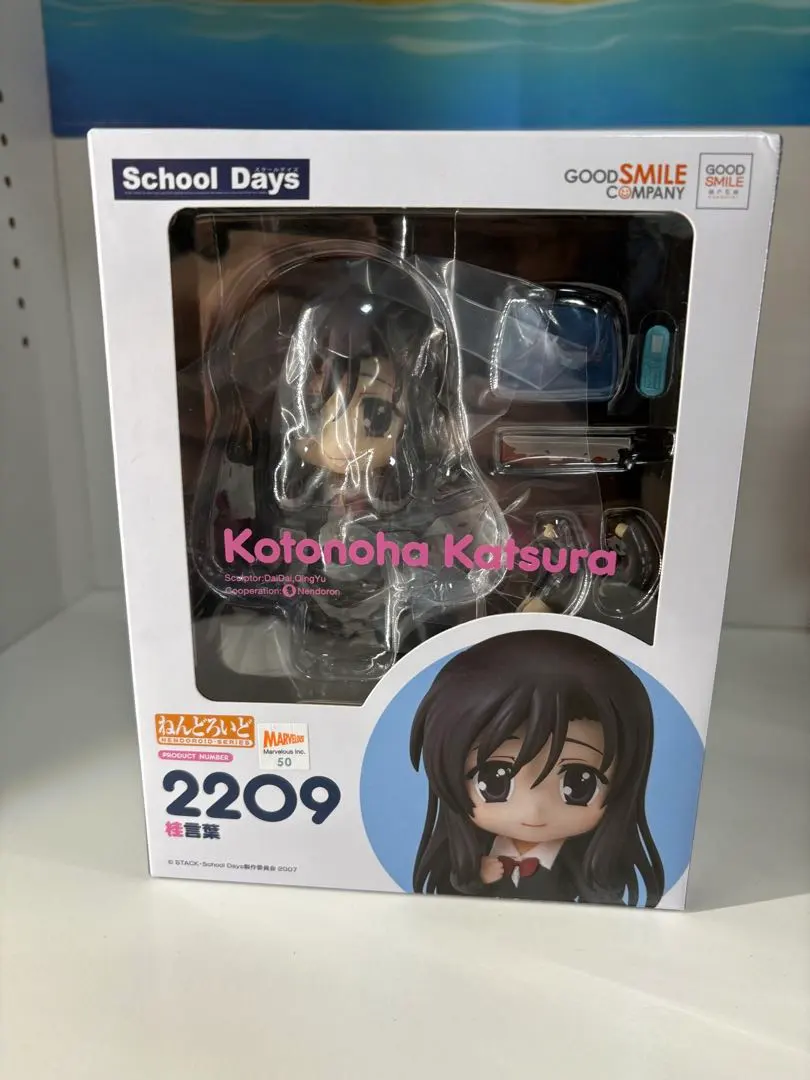 スクールデイズ
School Days
GOOD SMILE
COMPANY
GOOD
SMILE
Kotonoha Katsura
Sculptor:DaiDai,QingYu
Cooperation: Nendoron
ねんどろいど
NENDOROID・SERIES
MARVELOUS
Marvelous Inc.
50
PRODUCT NUMBER
2209
桂言葉
© STACK・School Days製作委員会 2007